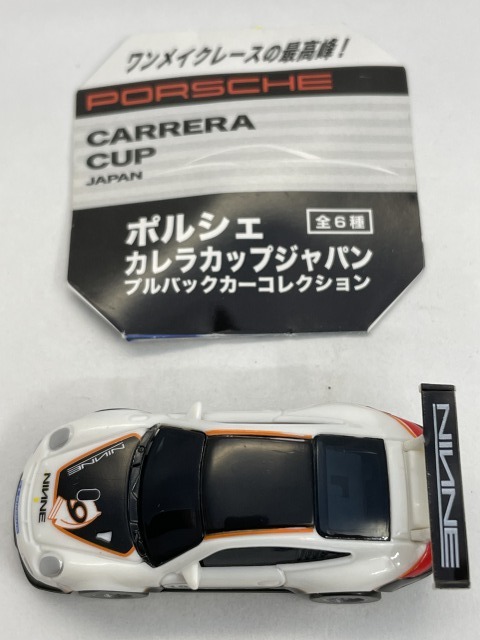 ワンメイクレースの最高峰!
PORSCHE
CARRERA
CUP
JAPAN
ポルシェ
全6種
カレラカップジャパン
プルバックカーコレクション
NINNE
NINNE
9
NINNE